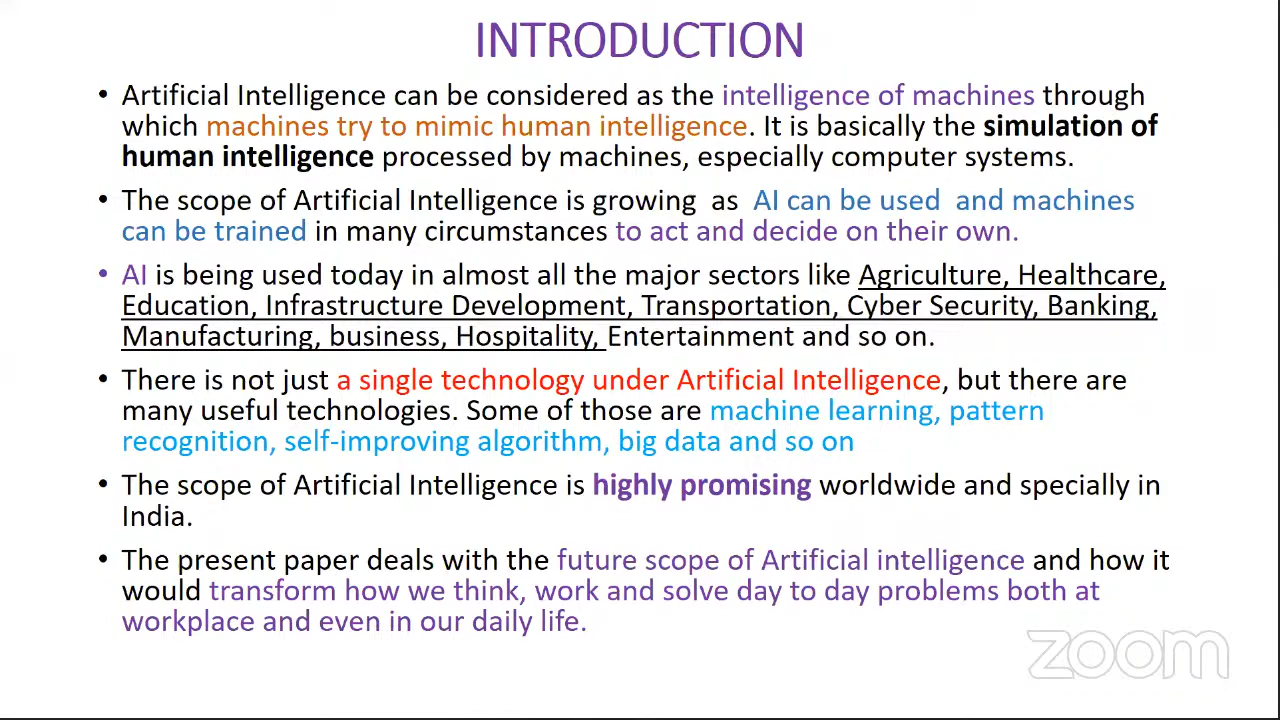 INTRODUCTION
• Artificial Intelligence can be considered as the intelligence of machines through
which machines try to mimic human intelligence. It is basically the simulation of
human intelligence processed by machines, especially computer systems.
• The scope of Artificial Intelligence is growing as AI can be used and machines
can be trained in many circumstances to act and decide on their own.
• AI is being used today in almost all the major sectors like Agriculture, Healthcare,
Education, Infrastructure Development, Transportation, Cyber Security, Banking,
Manufacturing, business, Hospitality, Entertainment and so on.
• There is not just a single technology under Artificial Intelligence, but there are
many useful technologies. Some of those are machine learning, pattern
recognition, self-improving algorithm, big data and so on
• The scope of Artificial Intelligence is highly promising worldwide and specially in
India.
• The present paper deals with the future scope of Artificial intelligence and how it
would transform how we think, work and solve day to day problems both at
workplace and even in our daily life.
zoom